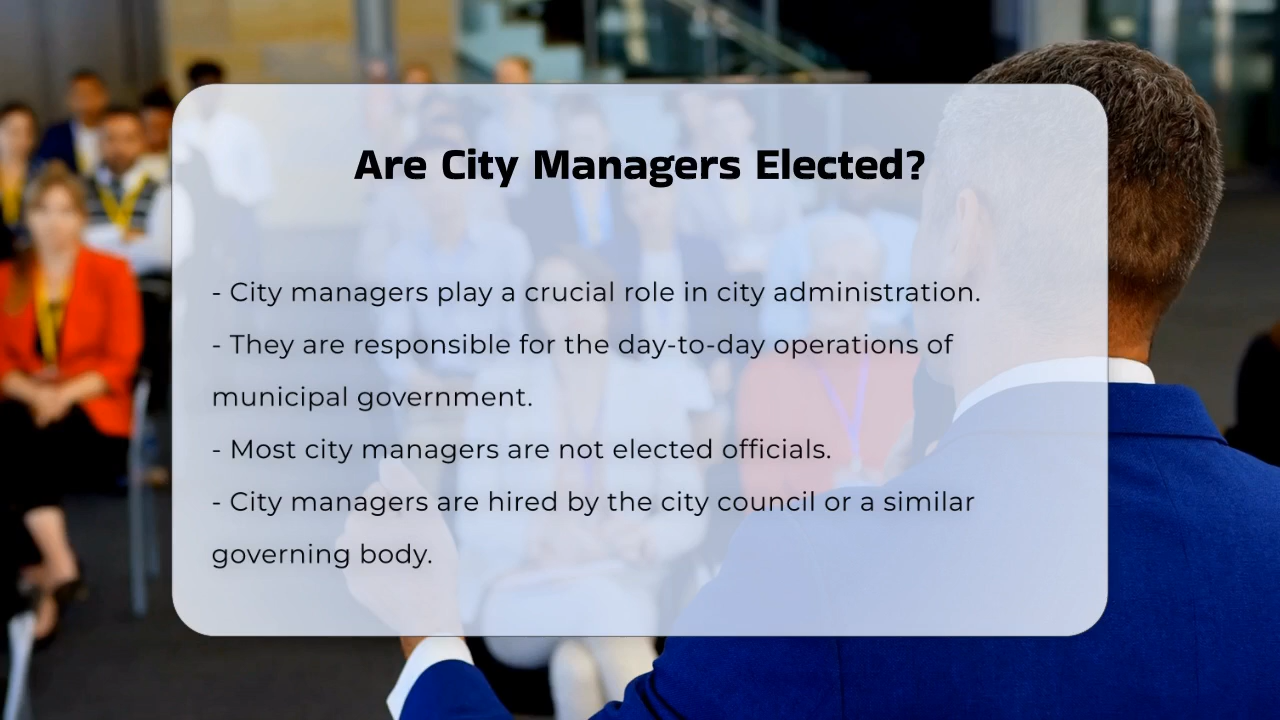 Are City Managers Elected?
- City managers play a crucial role in city administration.
- They are responsible for the day-to-day operations of
municipal government.
- Most city managers are not elected officials.
- City managers are hired by the city council or a similar
governing body.